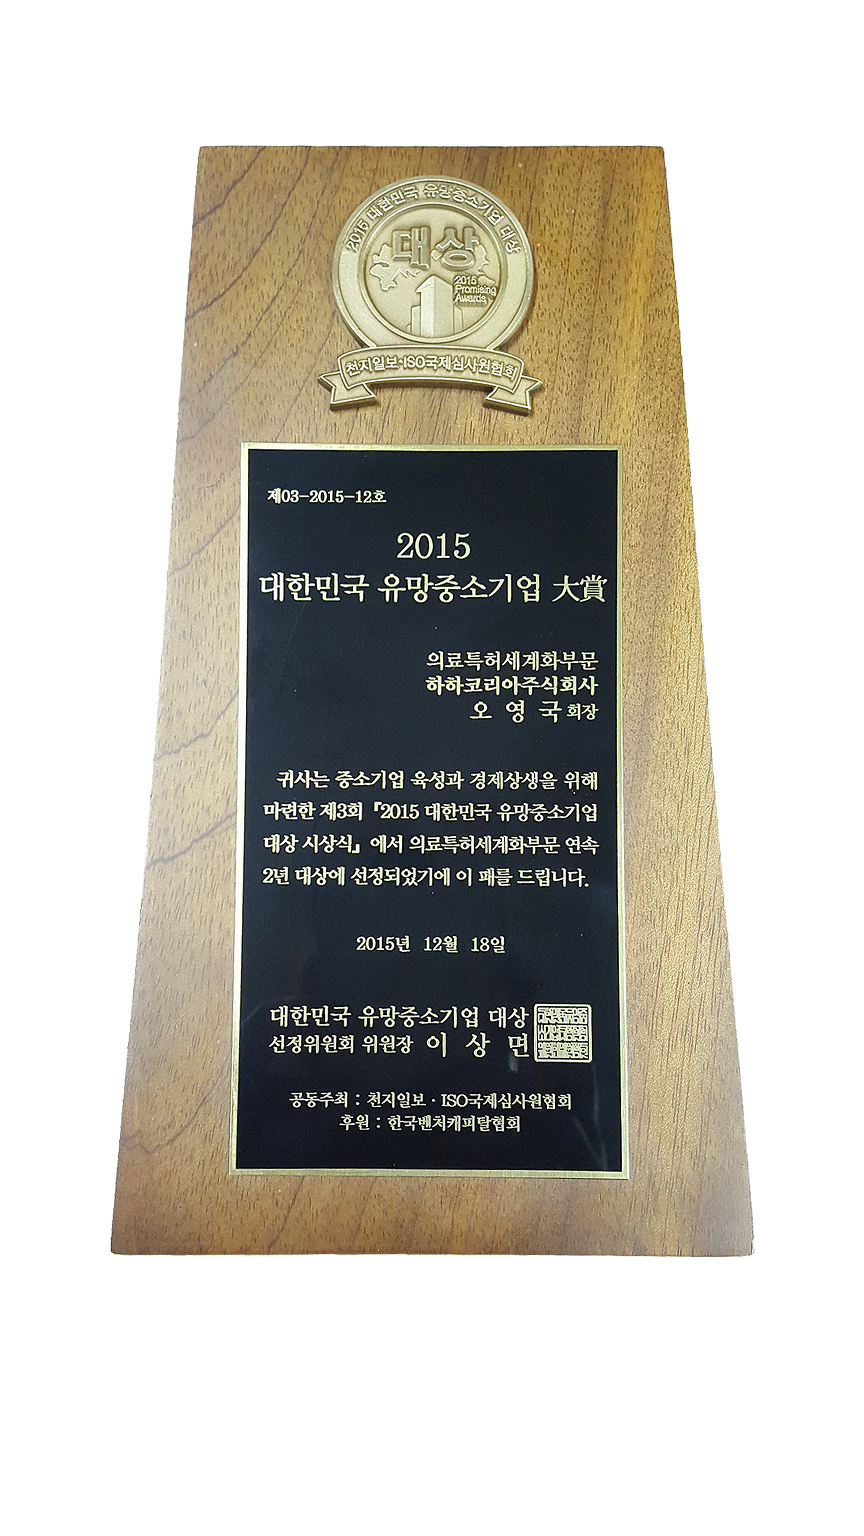 2015 대한민국 유망중소기업 대상
대상
2015
Promising
Awards
천지일보·ISO국제심사원협회
제03-2015-12호
2015
대한민국 유망중소기업 大賞
의료특허세계화부문
하하코리아주식회사
오 영 국 회장
귀사는 중소기업 육성과 경제상생을 위해
마련한 제3회 『2015 대한민국 유망중소기업
대상 시상식』에서 의료특허세계화부문 연속
2년 대상에 선정되었기에 이 패를 드립니다.
2015년 12월 18일
대한민국 유망중소기업 대상
선정위원회 위원장 이 상 면
공동주최 : 천지일보 · ISO국제심사원협회
후원 : 한국벤처캐피탈협회